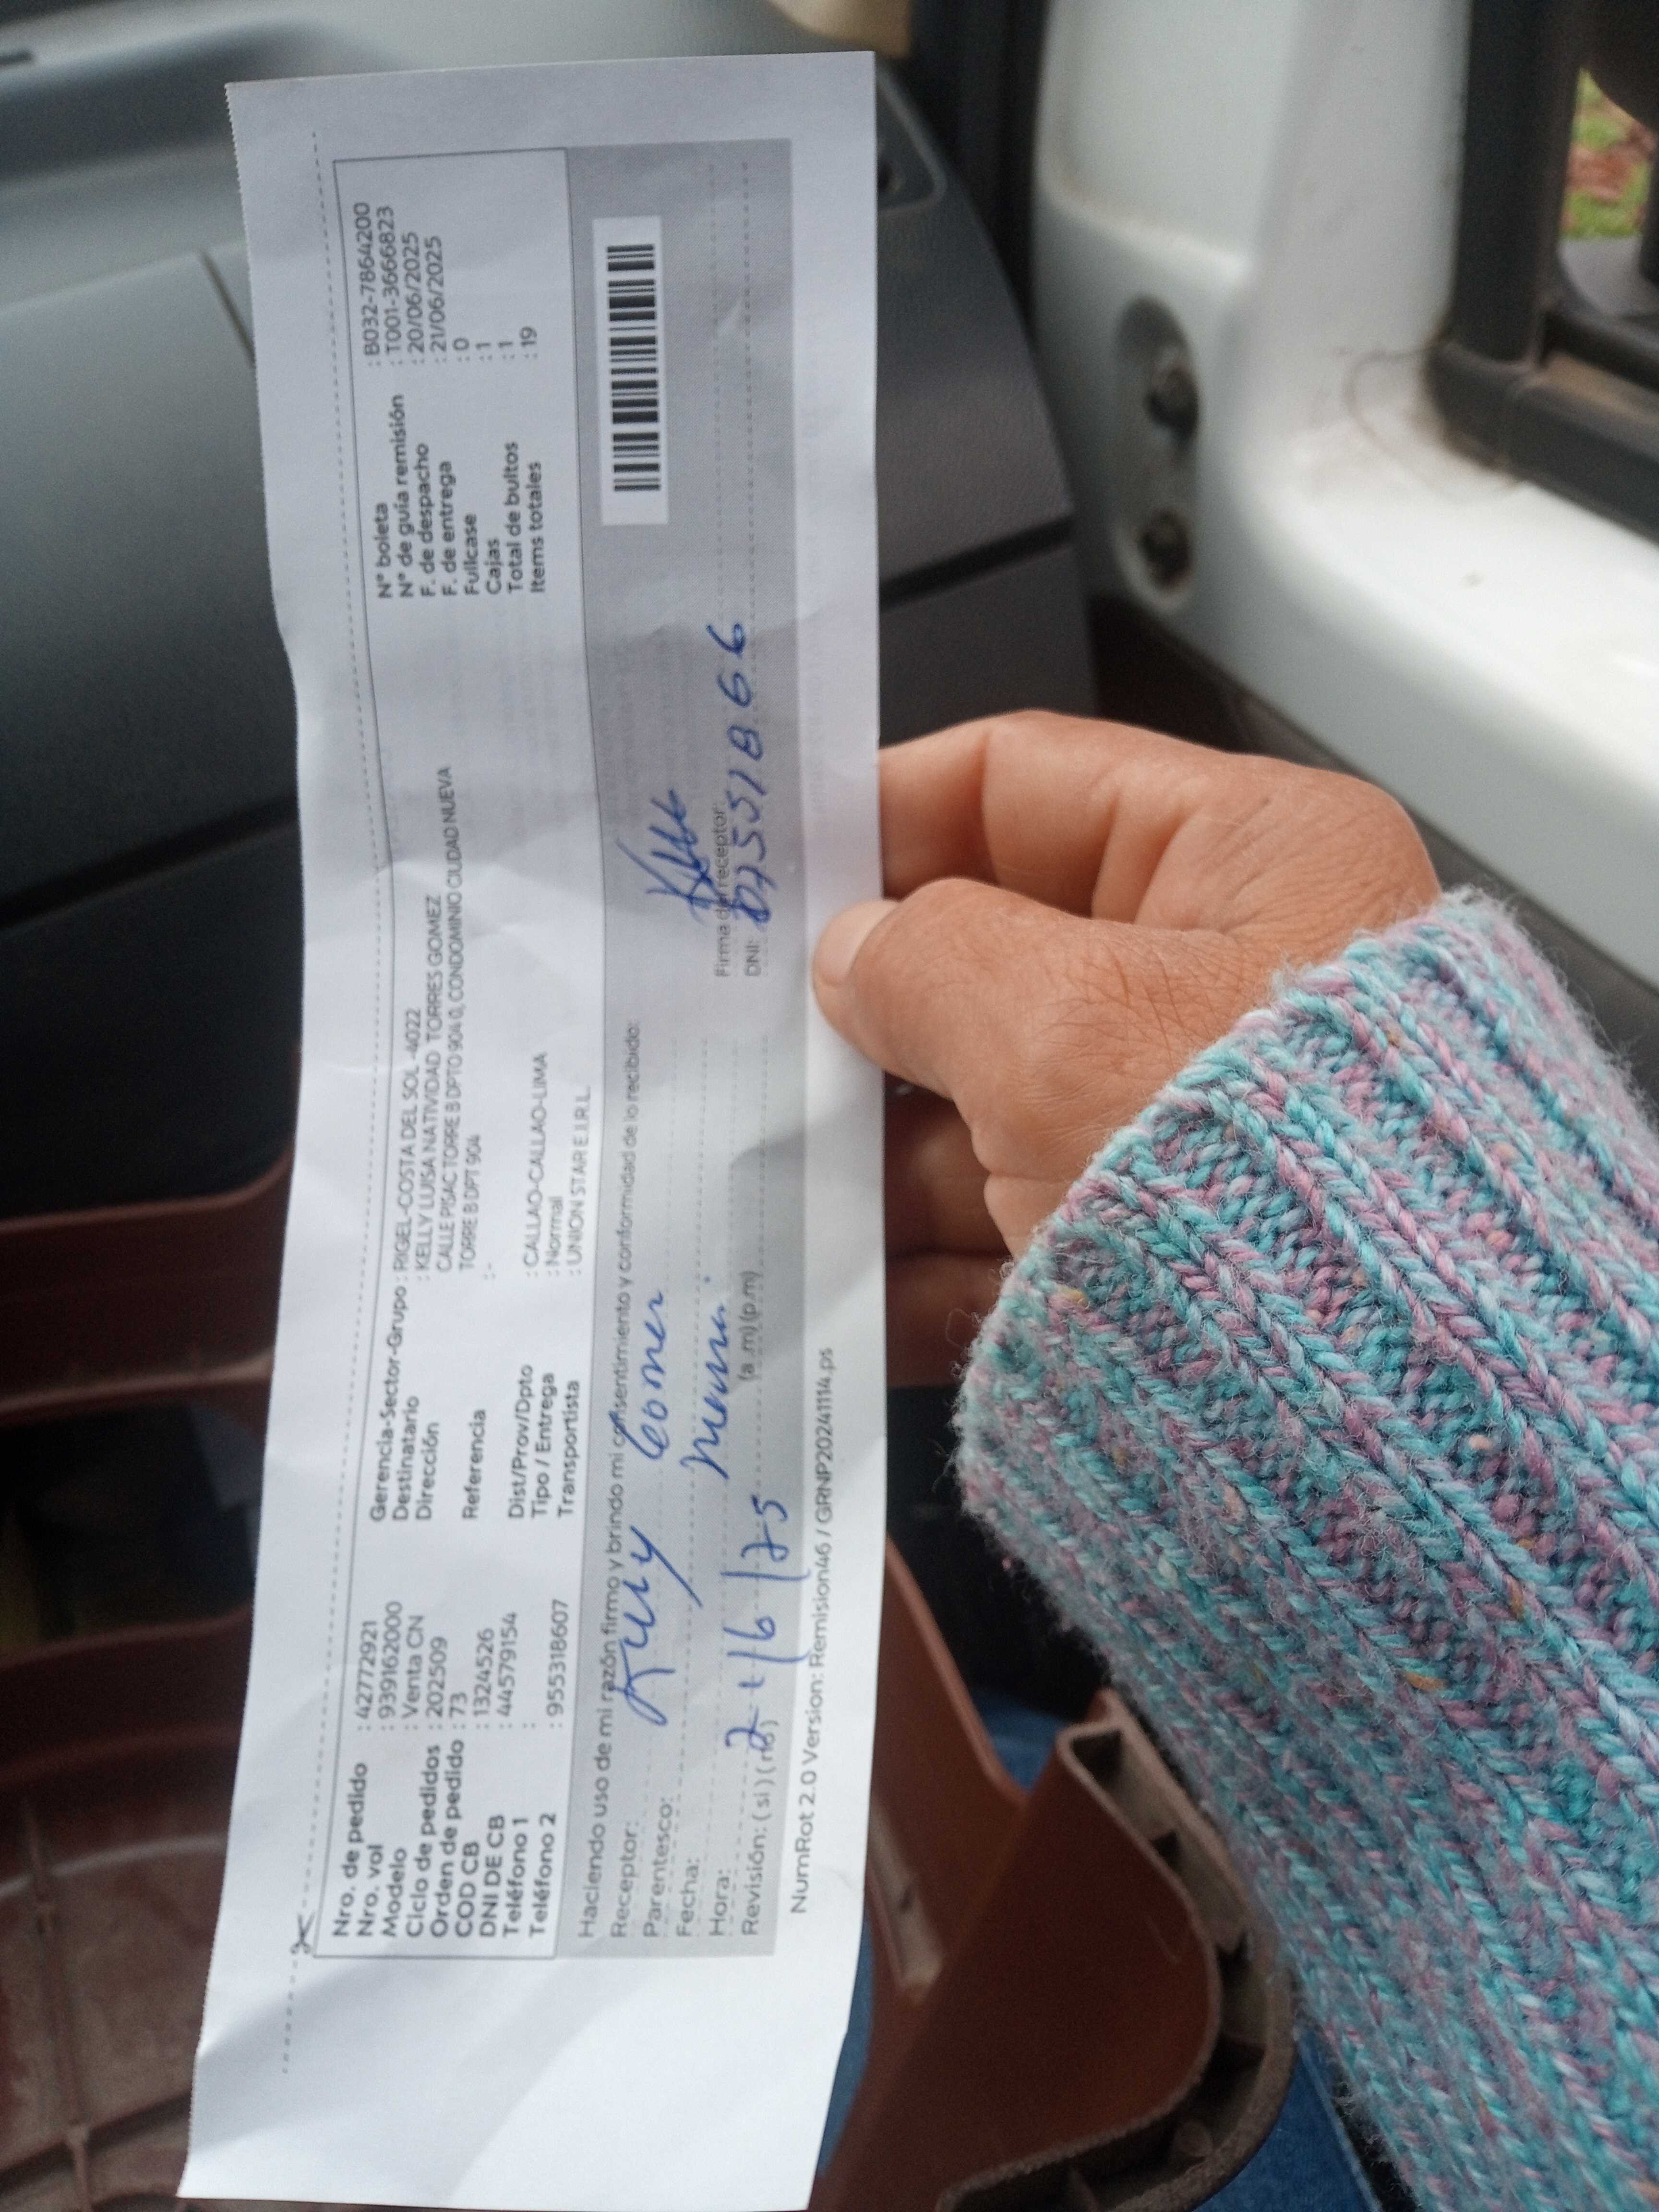 Nro. de pedido : 427729921
Nro. vol : 9391620000
Modelo : Venta CN
Ciclo de pedidos : 202509
Orden de pedido : 73
COD CB : 1324526
DNI DE CB : 44579154
Teléfono 1 :
Teléfono 2 : 955318607
Gerencia-Sector-Grupo : RIGEL-COSTA DEL SOL -4022
Destinatario : KELLY LUISA NATIVIDAD TORRES GOMEZ
Dirección CALLE PISAC TORRE B DPTO 904 0, CONDOMINIO CIUDAD NUEVA
TORRE B DPT 904
Referencia : -
Dist/Prov/Dpto : CALLAO-CALLAO-LIMA
Tipo / Entrega : Normal
Transportista : UNION STAR E.I.R.L.
N° boleta : B032-7864200
N° de guía remisión : T001-3666823
F. de despacho : 20/06/2025
F. de entrega : 21/06/2025
Fullcase : 0
Cajas : 1
Total de bultos : 1
Items totales : 19
Haciendo uso de mi razón firmo y brindo mi consentimiento y conformidad de lo recibido:
Receptor:
Parentesco:
Fecha:
Hora: (a .m) (p.m)
Revisión: ( si ) ( no )
Firma del receptor:
DNI:
NumRot 2.0 Version: Remision46 / GRNP20241114.ps